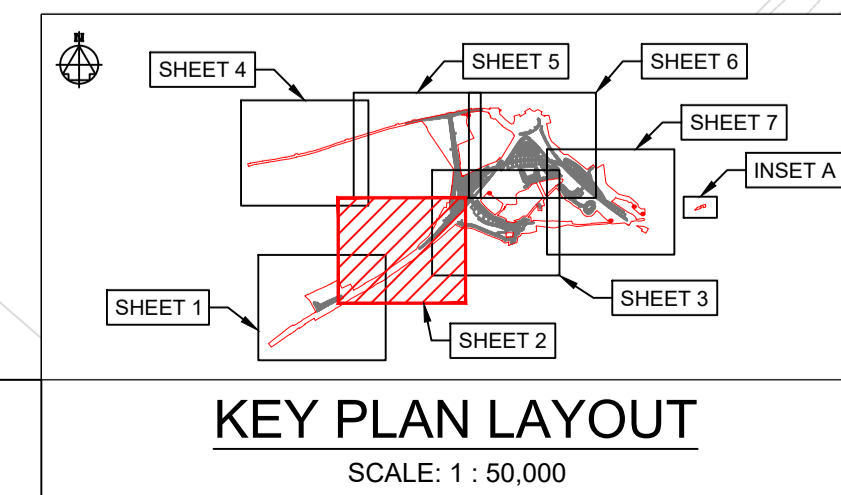 N
SHEET 4
SHEET 5
SHEET 6
SHEET 7
INSET A
SHEET 1
SHEET 2
SHEET 3
KEY PLAN LAYOUT
SCALE: 1 : 50,000